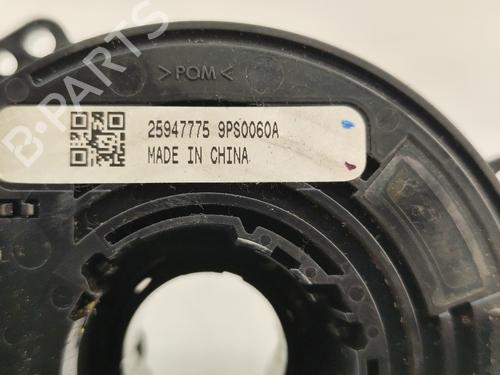 >POM<
25947775 9PS0060A
MADE IN CHINA
B-PARTS